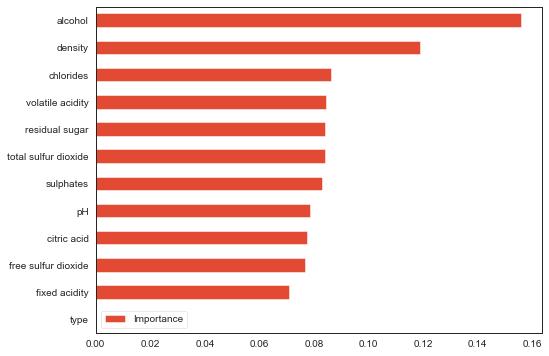 alcohol
density
chlorides
volatile acidity
residual sugar
total sulfur dioxide
sulphates
pH
citric acid
free sulfur dioxide
fixed acidity
type
Importance
0.00 0.02 0.04 0.06 0.08 0.10 0.12 0.14 0.16